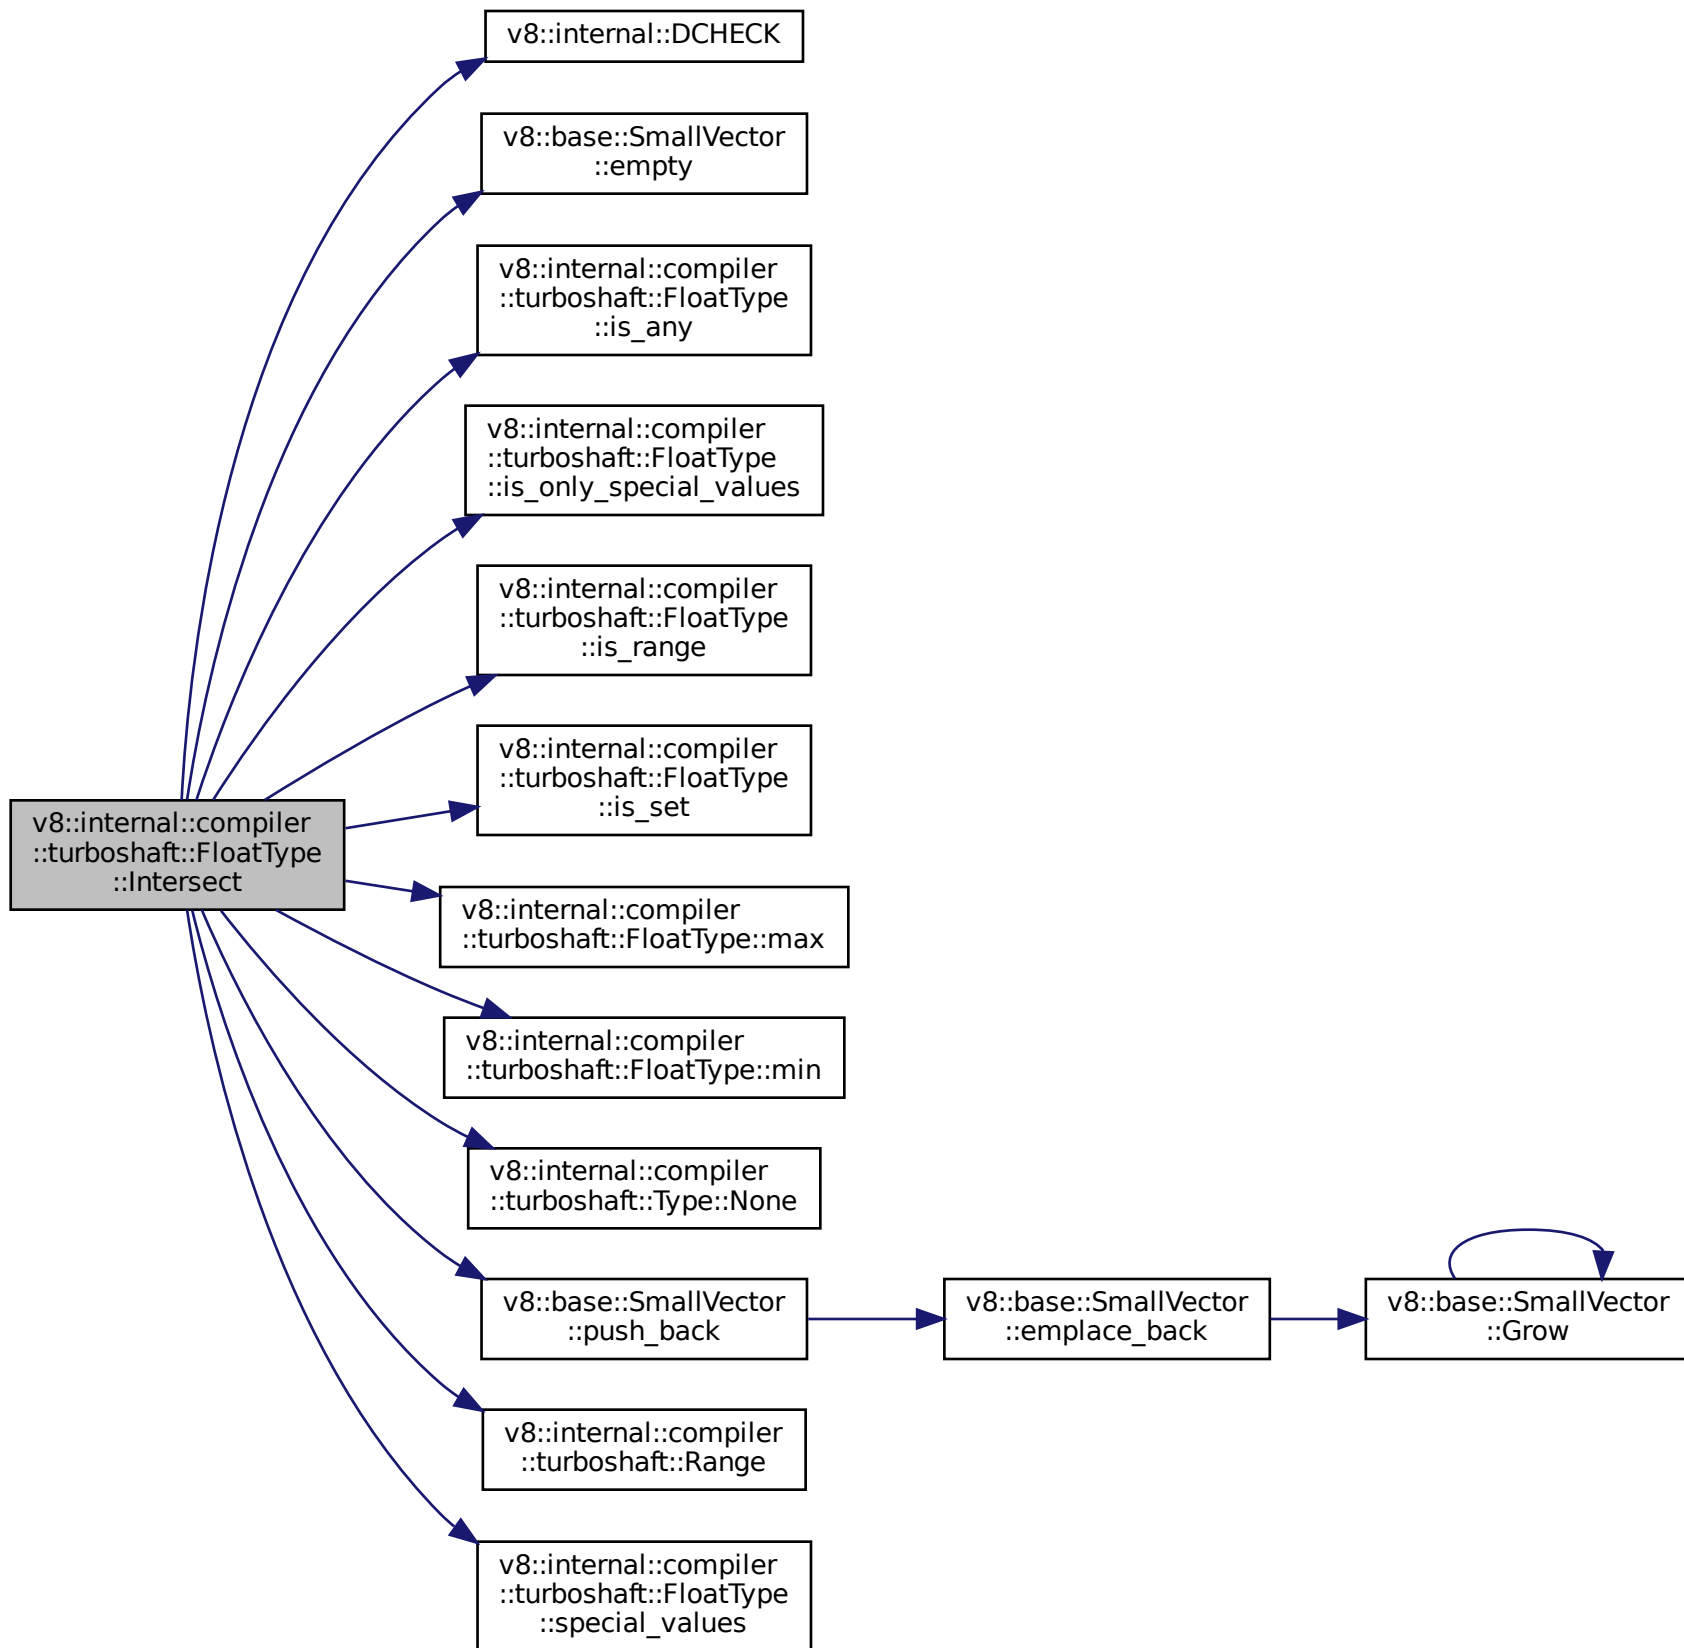 v8::internal::DCHECK
v8::base::SmallVector
::empty
v8::internal::compiler
::turboshaft::FloatType
::is_any
v8::internal::compiler
::turboshaft::FloatType
::is_only_special_values
v8::internal::compiler
::turboshaft::FloatType
::is_range
v8::internal::compiler
::turboshaft::FloatType
::is_set
v8::internal::compiler
::turboshaft::FloatType
::Intersect
v8::internal::compiler
::turboshaft::FloatType::max
v8::internal::compiler
::turboshaft::FloatType::min
v8::internal::compiler
::turboshaft::Type::None
v8::base::SmallVector
::push_back
v8::base::SmallVector
::emplace_back
v8::base::SmallVector
::Grow
v8::internal::compiler
::turboshaft::Range
v8::internal::compiler
::turboshaft::FloatType
::special_values